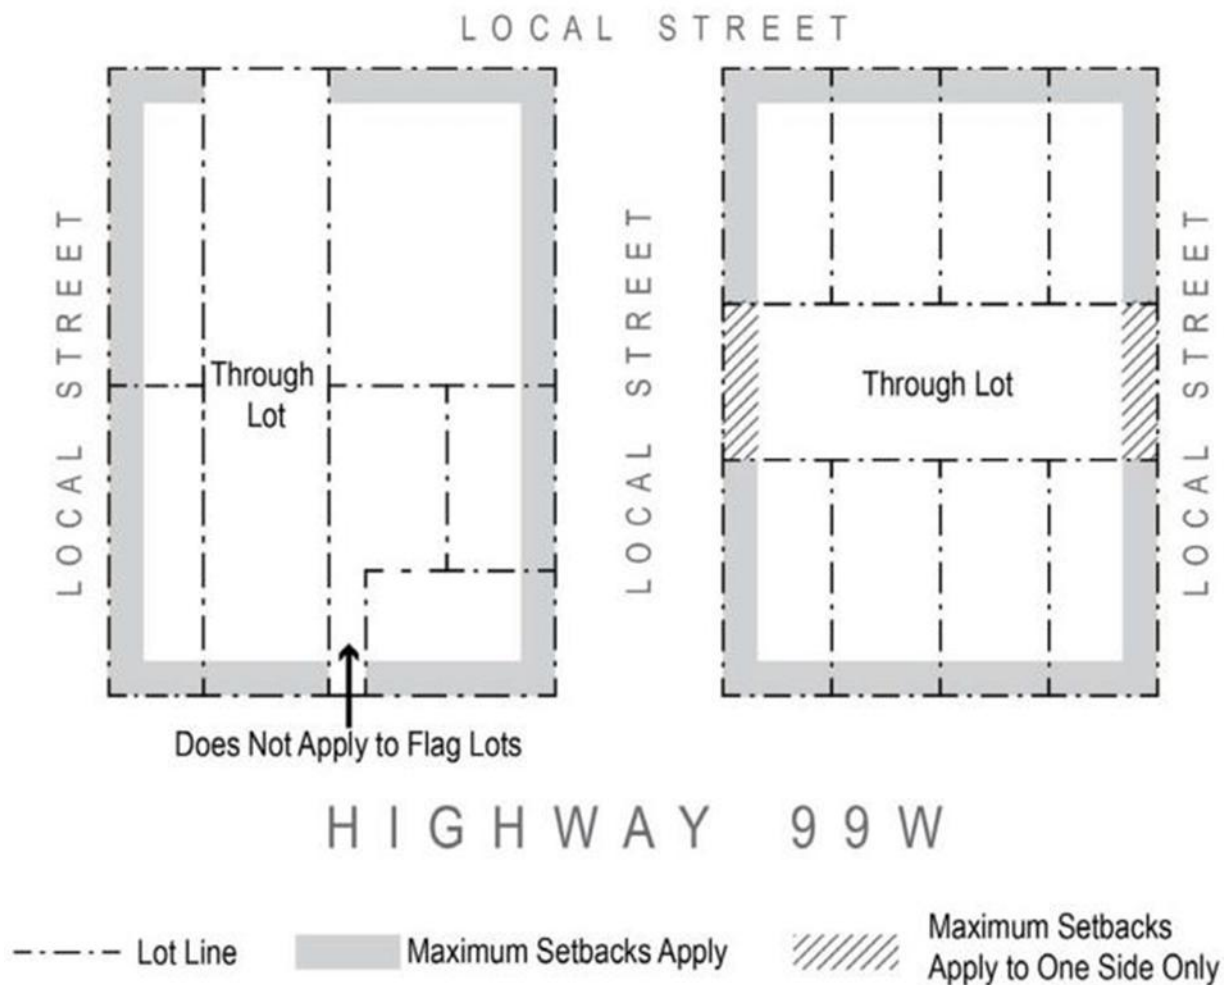 LOCAL STREET
LOCAL STREET
Through
Lot
LOCAL STREET
Through Lot
LOCAL STREET
Does Not Apply to Flag Lots
HIGHWAY 99W
Lot Line
Maximum Setbacks Apply
Maximum Setbacks
Apply to One Side Only